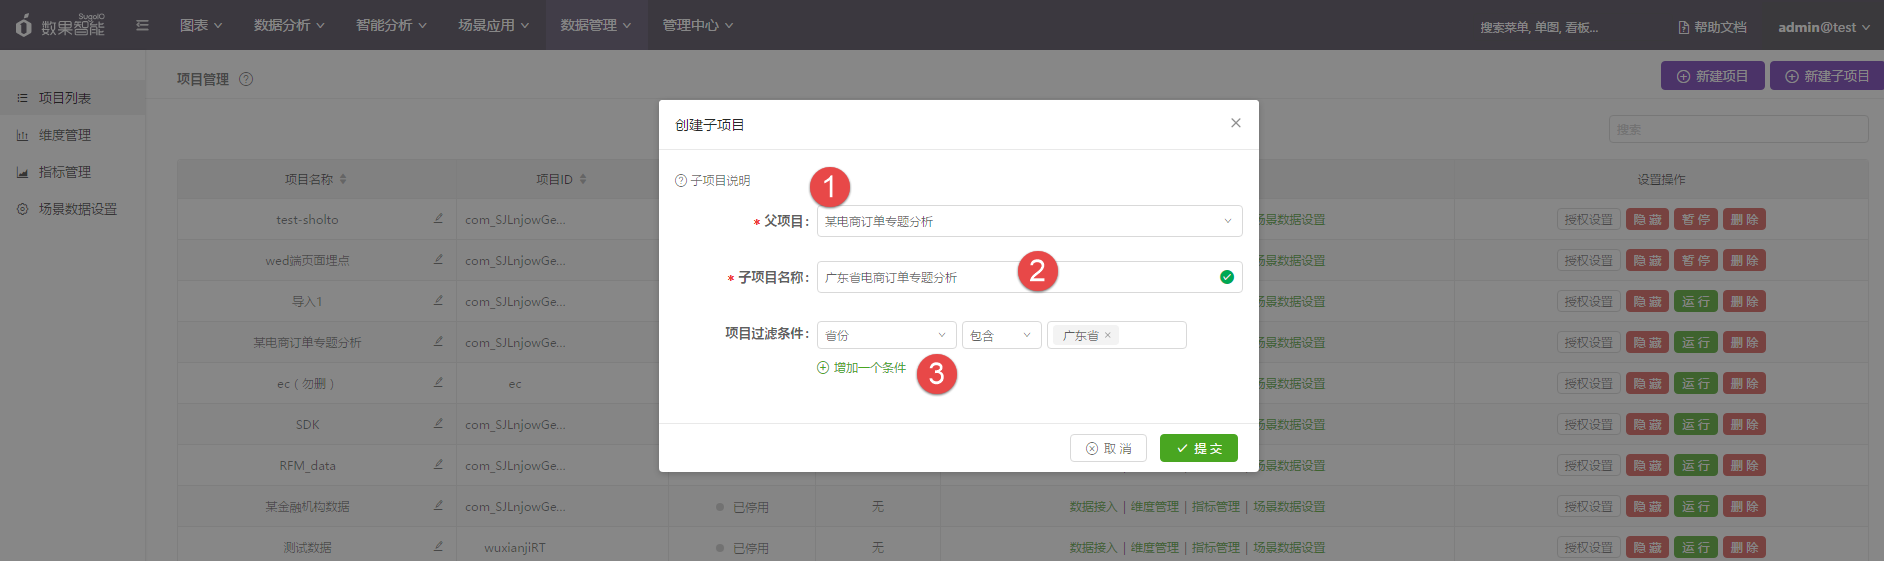 SugoIO
数果智能 图表 数据分析 智能分析 场景应用 数据管理 管理中心 搜索菜单, 单图, 看板... 帮助文档 admin@test
项目列表
维度管理
指标管理
场景数据设置
项目管理 新建项目 新建子项目
搜索
项目名称 项目ID 设置操作
test-sholto com_SJLnjowGe... 场景数据设置 授权设置 隐藏 暂停 删除
wed端页面埋点 com_SJLnjowGe... 场景数据设置 授权设置 隐藏 暂停 删除
导入1 com_SJLnjowGe... 场景数据设置 授权设置 隐藏 运行 删除
某电商订单专题分析 com_SJLnjowGe... 场景数据设置 授权设置 隐藏 运行 删除
ec（勿删） ec 场景数据设置 授权设置 隐藏 运行 删除
SDK com_SJLnjowGe... 场景数据设置 授权设置 隐藏 运行 删除
RFM_data com_SJLnjowGe... 场景数据设置 授权设置 隐藏 运行 删除
某金融机构数据 com_SJLnjowGe... 已停用 无 数据接入 | 维度管理 | 指标管理 | 场景数据设置 授权设置 隐藏 运行 删除
测试数据 wuxianjiRT 已停用 无 数据接入 | 维度管理 | 指标管理 | 场景数据设置 授权设置 隐藏 运行 删除
创建子项目
子项目说明 1
* 父项目: 某电商订单专题分析
* 子项目名称: 广东省电商订单专题分析 2
项目过滤条件: 省份 包含 广东省 ×
增加一个条件 3
取消 提交